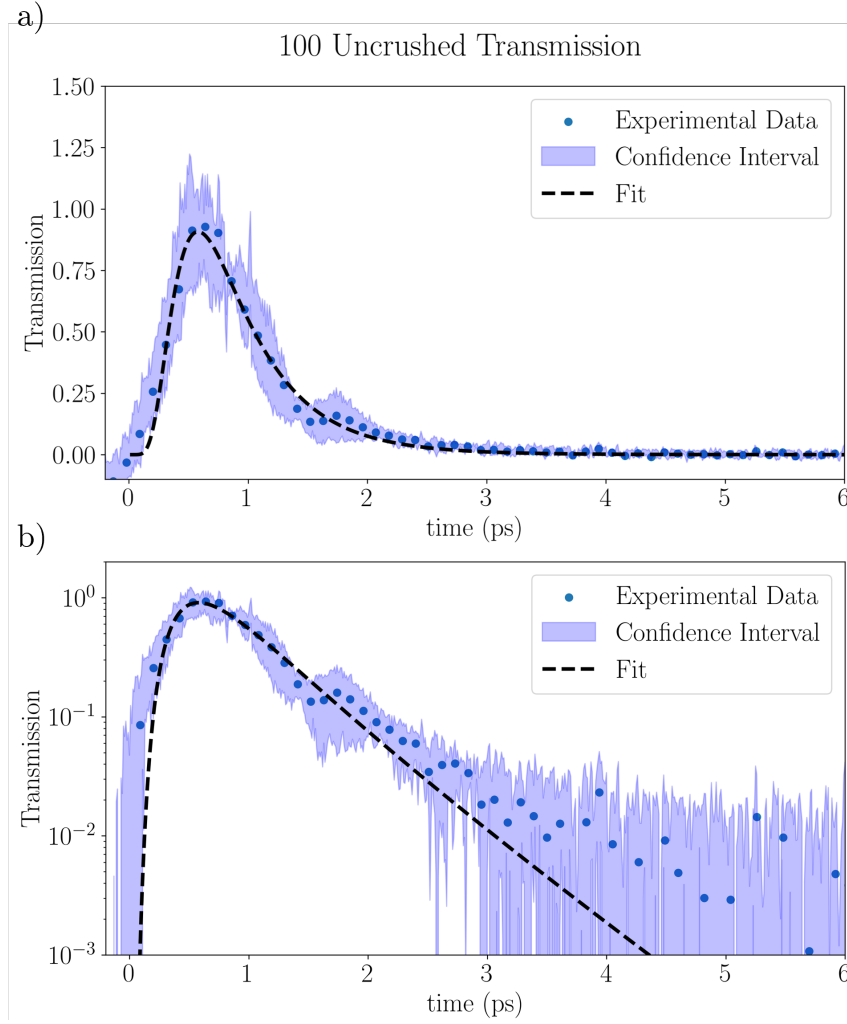 a)
100 Uncrushed Transmission
1.50
1.25
1.00
0.75
0.50
0.25
0.00
Transmission
Experimental Data
Confidence Interval
Fit
0 1 2 3 4 5 6
time (ps)
b)
10^0
10^-1
10^-2
10^-3
Transmission
Experimental Data
Confidence Interval
Fit
0 1 2 3 4 5 6
time (ps)